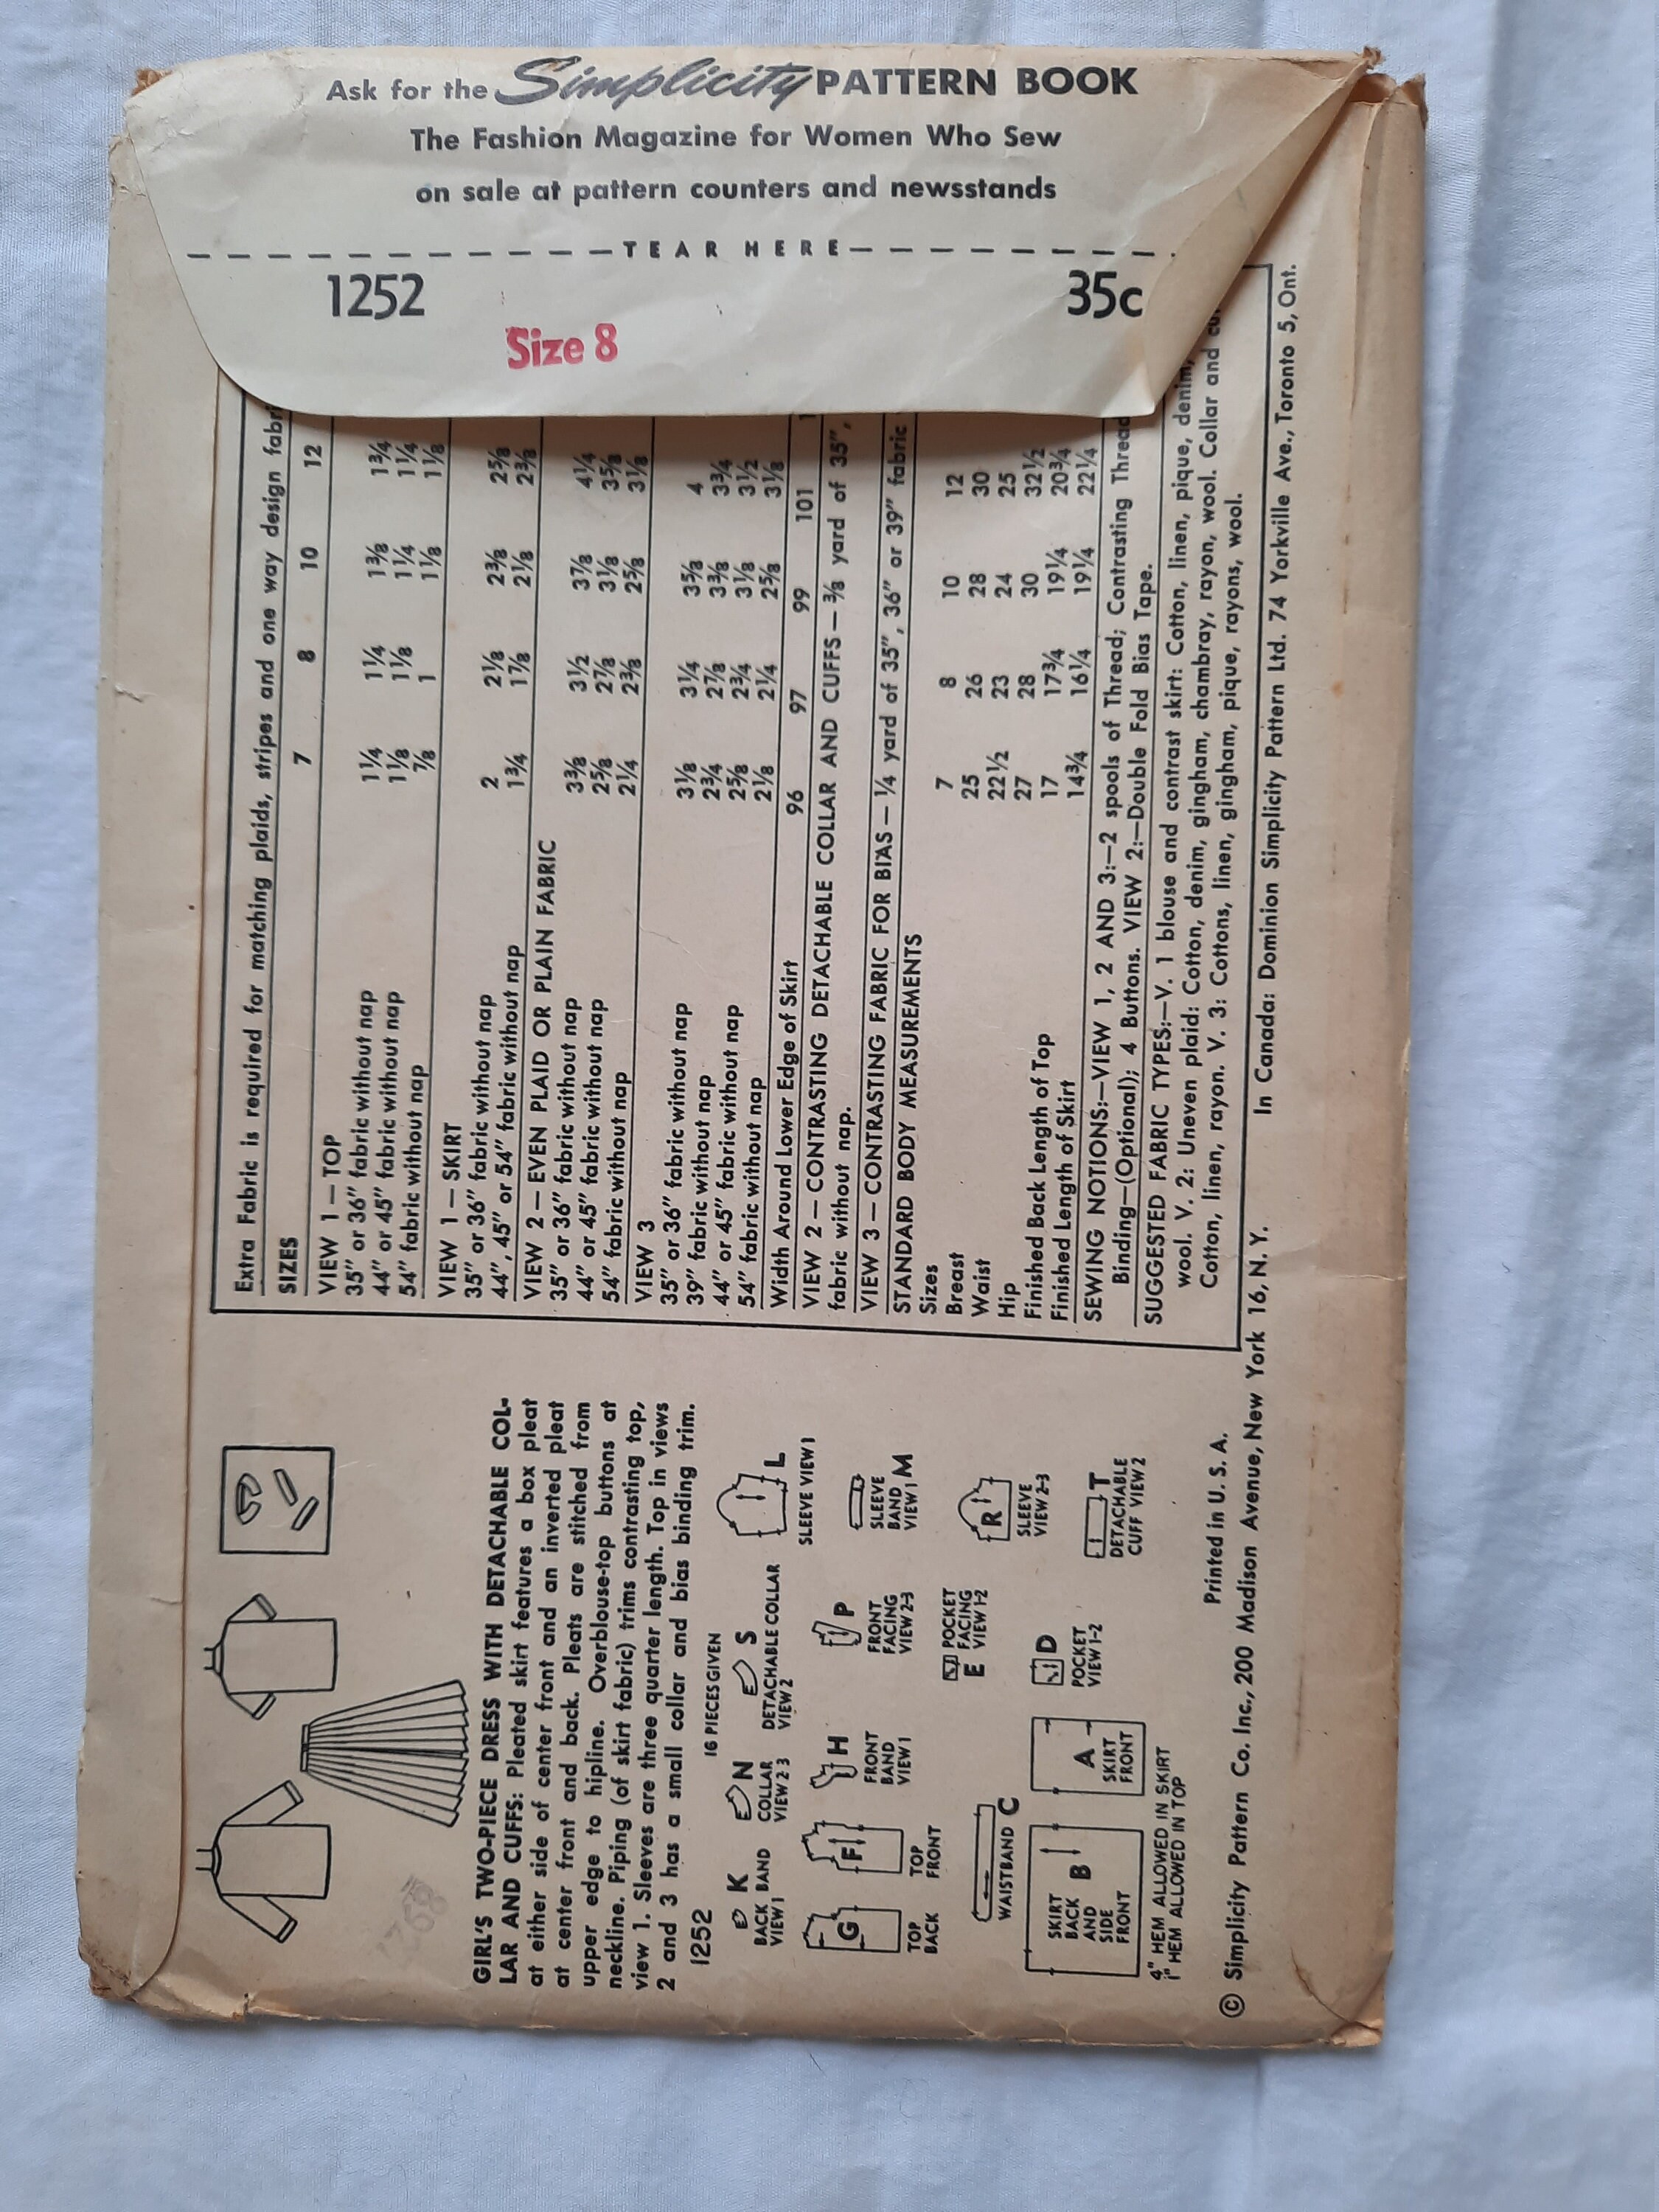 Ask for the Simplicity PATTERN BOOK
The Fashion Magazine for Women Who Sew
on sale at pattern counters and newsstands
TEAR HERE
1252 35c
Size 8
GIRL'S TWO-PIECE DRESS WITH DETACHABLE COL-
LAR AND CUFFS: Pleated skirt features a box pleat
at either side of center front and an inverted pleat
at center front and back. Pleats are stitched from
upper edge to hipline. Overblouse-top buttons at
neckline. Piping (of skirt fabric) trims contrasting top,
view 1. Sleeves are three quarter length. Top in views
2 and 3 has a small collar and bias binding trim.
1252 16 PIECES GIVEN
K
BACK BAND
VIEW 1
N
COLLAR
VIEW 2-3
S
DETACHABLE COLLAR
VIEW 2
L
SLEEVE VIEW 1
G
TOP
BACK
F
TOP
FRONT
H
FRONT
BAND
VIEW 1
P
FRONT
FACING
VIEW 2-3
SLEEVE
BAND
VIEW 1 M
WAISTBAND C
POCKET
FACING
E VIEW 1-2
R
SLEEVE
VIEW 2-3
SKIRT
BACK
AND
SIDE
FRONT
B
A
SKIRT
FRONT
D
POCKET
VIEW 1-2
T
DETACHABLE
CUFF VIEW 2
4" HEM ALLOWED IN SKIRT
1" HEM ALLOWED IN TOP
Printed in U. S. A.
© Simplicity Pattern Co. Inc., 200 Madison Avenue, New York 16, N. Y. In Canada: Dominion Simplicity Pattern Ltd. 74 Yorkville Ave., Toronto 5, Ont.
Extra Fabric is required for matching plaids, stripes and one way design
SIZES 7 8 10 12
VIEW 1 — TOP
35" or 36" fabric without nap 1¼ 1¼ 1⅜ 1¾
44" or 45" fabric without nap 1⅛ 1⅛ 1¼ 1¼
54" fabric without nap ⅞ 1 1⅛ 1⅛
VIEW 1 — SKIRT
35" or 36" fabric without nap 2 2⅛ 2⅜ 2⅝
44", 45" or 54" fabric without nap 1¾ 1⅞ 2⅛ 2⅜
VIEW 2 — EVEN PLAID OR PLAIN FABRIC
35" or 36" fabric without nap 3⅜ 3½ 3⅞ 4¼
44" or 45" fabric without nap 2⅝ 2⅞ 3⅛ 3⅝
54" fabric without nap 2¼ 2⅜ 2⅝ 3⅛
VIEW 3
35" or 36" fabric without nap 3⅛ 3¼ 3⅝ 4
39" fabric without nap 2¾ 2⅞ 3⅜ 3¾
44" or 45" fabric without nap 2⅝ 2¾ 3⅛ 3½
54" fabric without nap 2⅛ 2¼ 2⅝ 3⅛
Width Around Lower Edge of Skirt 96 97 99 101
VIEW 2 — CONTRASTING DETACHABLE COLLAR AND CUFFS — ⅜ yard of 35",
fabric without nap.
VIEW 3 — CONTRASTING FABRIC FOR BIAS — ¼ yard of 35", 36" or 39" fabric
STANDARD BODY MEASUREMENTS
Sizes 7 8 10 12
Breast 25 26 28 30
Waist 22½ 23 24 25
Hip 27 28 30 32½
Finished Back Length of Top 17 17¾ 19¼ 20¾
Finished Length of Skirt 14¾ 16¼ 19¼ 22¼
SEWING NOTIONS:—VIEW 1, 2 AND 3:—2 spools of Thread; Contrasting Thread
Binding—(Optional); 4 Buttons. VIEW 2:—Double Fold Bias Tape.
SUGGESTED FABRIC TYPES:—V. 1 blouse and contrast skirt: Cotton, linen, pique, denim,
wool. V. 2: Uneven plaid: Cotton, denim, gingham, chambray, rayon, wool. Collar and
Cotton, linen, rayon. V. 3: Cottons, linen, gingham, pique, rayons, wool.